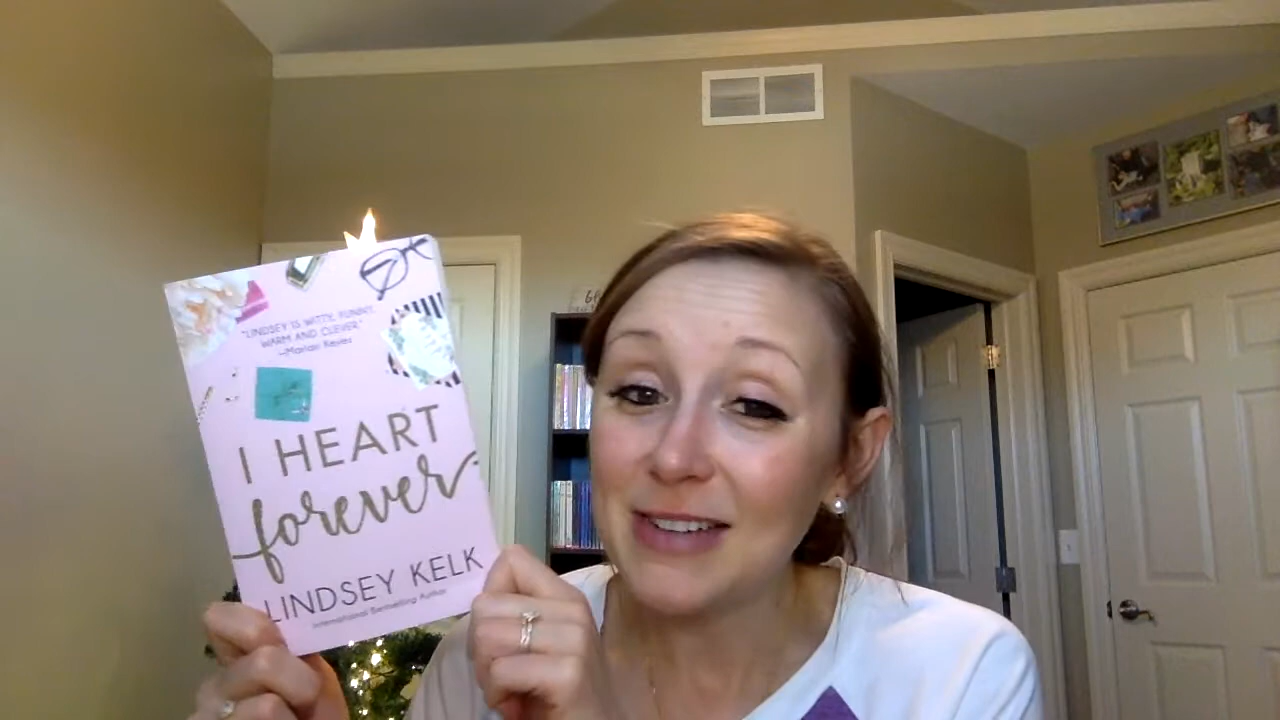 "LINDSEY IS WITTY, FUNNY,
WARM AND CLEVER."
—Marian Keyes
I HEART
forever
LINDSEY KELK
International Bestselling Author